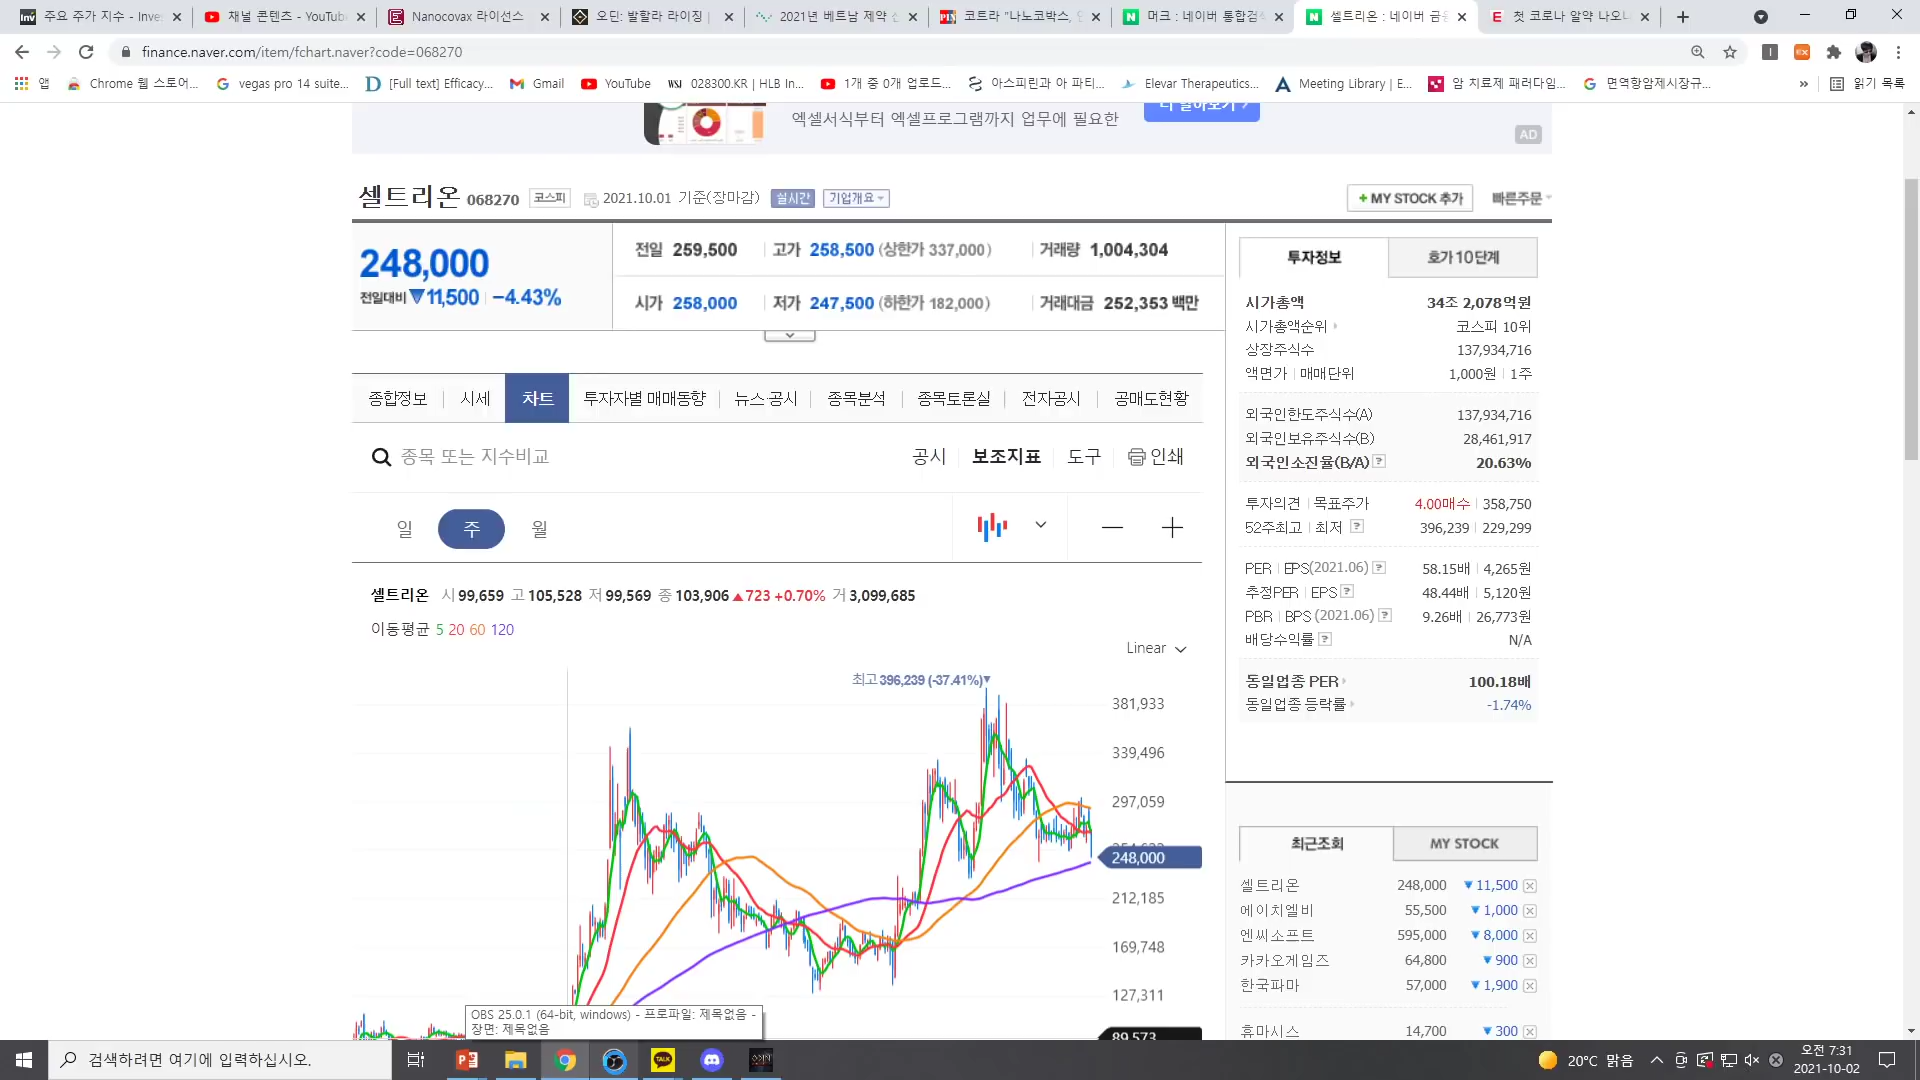 주요 주가 지수 - Inves
채널 콘텐츠 - YouTube
Nanocovax 라이선스
오딘: 발할라 라이징 |
2021년 베트남 제약 산
코트라 "나노코박스, 인
머크 : 네이버 통합검색
셀트리온 : 네이버 금융
첫 코로나 알약 나오나
finance.naver.com/item/fchart.naver?code=068270
앱
Chrome 웹 스토어...
vegas pro 14 suite...
[Full text] Efficacy...
Gmail
YouTube
WSJ 028300.KR | HLB In...
1개 중 0개 업로드...
아스피린과 아 파티...
Elevar Therapeutics...
Meeting Library | E...
암 치료제 패러다임...
면역항암제시장규...
»
읽기 목록
엑셀서식부터 엑셀프로그램까지 업무에 필요한
더 알아보기 >
AD
셀트리온 068270 코스피 2021.10.01 기준(장마감) 실시간 기업개요
+ MY STOCK 추가 빠른주문
248,000
전일대비 ▼11,500 | −4.43%
전일 259,500 고가 258,500 (상한가 337,000) 거래량 1,004,304
시가 258,000 저가 247,500 (하한가 182,000) 거래대금 252,353 백만
종합정보 시세 차트 투자자별 매매동향 뉴스·공시 종목분석 종목토론실 전자공시 공매도현황
종목 또는 지수비교 공시 보조지표 도구 인쇄
일 주 월
셀트리온 시 99,659 고 105,528 저 99,569 종 103,906 ▲723 +0.70% 거 3,099,685
이동평균 5 20 60 120
Linear
최고 396,239 (-37.41%)▼
381,933
339,496
297,059
248,000
212,185
169,748
127,311
89,573
투자정보 호가 10단계
시가총액 34조 2,078억원
시가총액순위 코스피 10위
상장주식수 137,934,716
액면가 | 매매단위 1,000원 | 1주
외국인한도주식수(A) 137,934,716
외국인보유주식수(B) 28,461,917
외국인소진율(B/A) ? 20.63%
투자의견 | 목표주가 4.00매수 | 358,750
52주최고 | 최저 ? 396,239 | 229,299
PER | EPS(2021.06) ? 58.15배 | 4,265원
추정PER | EPS ? 48.44배 | 5,120원
PBR | BPS (2021.06) ? 9.26배 | 26,773원
배당수익률 ? N/A
동일업종 PER 100.18배
동일업종 등락률 -1.74%
최근조회 MY STOCK
셀트리온 248,000 ▼11,500
에이치엘비 55,500 ▼1,000
엔씨소프트 595,000 ▼8,000
카카오게임즈 64,800 ▼900
한국파마 57,000 ▼1,900
휴마시스 14,700 ▼300
OBS 25.0.1 (64-bit, windows) - 프로파일: 제목없음 -
장면: 제목없음
검색하려면 여기에 입력하십시오.
TALK
20°C 맑음
오전 7:31
2021-10-02